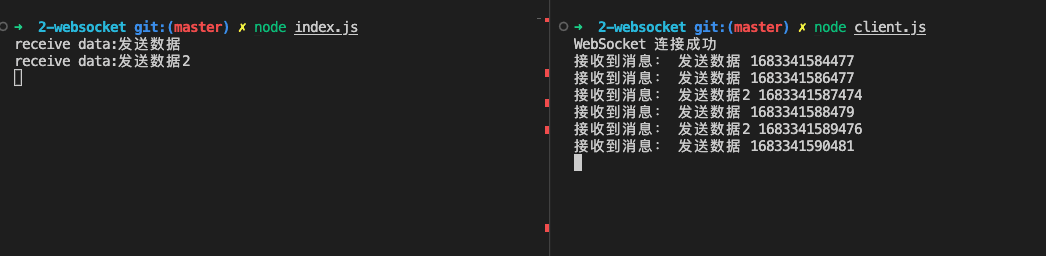 ➜ 2-websocket git:(master) ✗ node index.js
receive data:发送数据
receive data:发送数据2
➜ 2-websocket git:(master) ✗ node client.js
WebSocket 连接成功
接收到消息： 发送数据 1683341584477
接收到消息： 发送数据 1683341586477
接收到消息： 发送数据2 1683341587474
接收到消息： 发送数据 1683341588479
接收到消息： 发送数据2 1683341589476
接收到消息： 发送数据 1683341590481